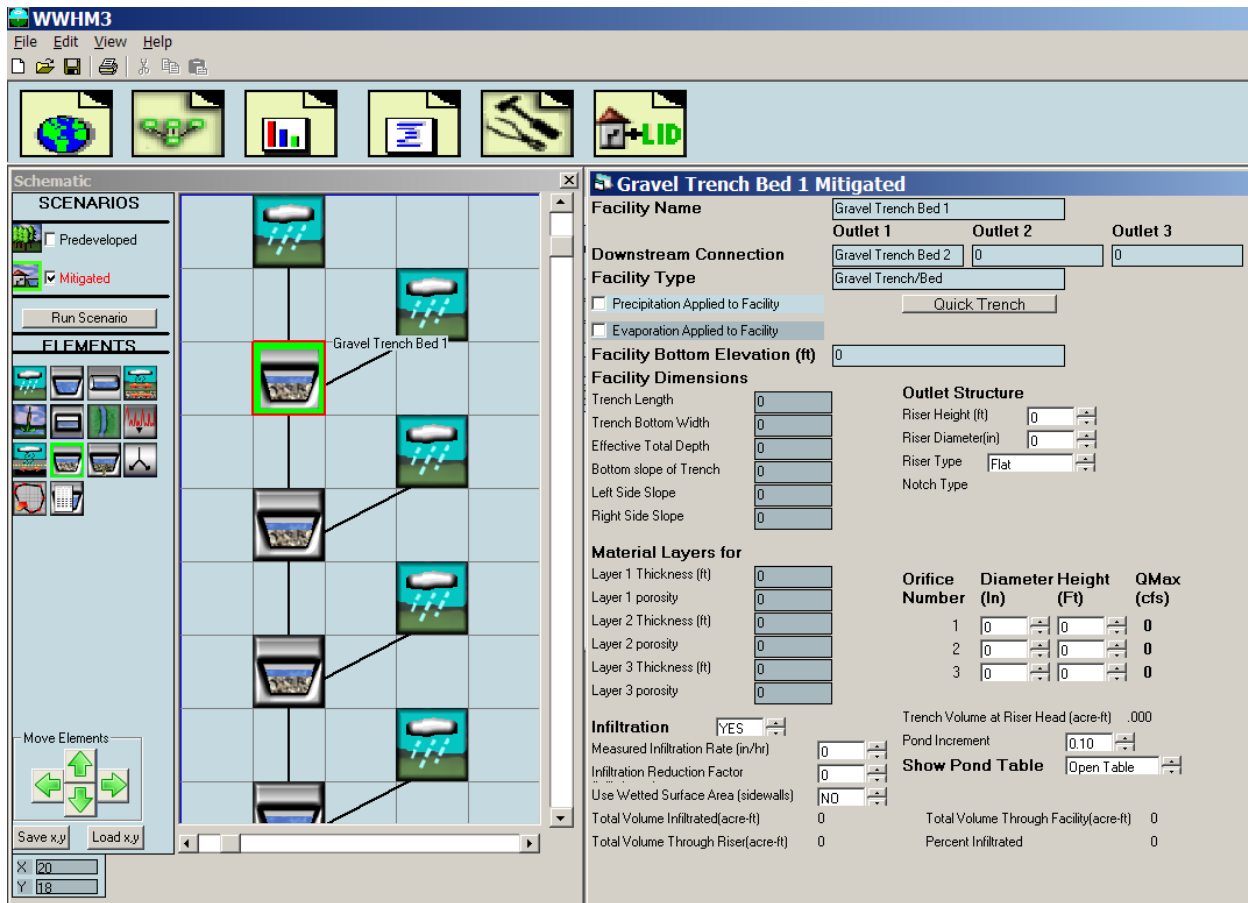 WWHM3
File Edit View Help
+LID
Schematic
SCENARIOS
Predeveloped
Mitigated
Run Scenario
ELEMENTS
Move Elements
Save x,y Load x,y
X 20
Y 18
Gravel Trench Bed 1
Gravel Trench Bed 1 Mitigated
Facility Name Gravel Trench Bed 1
Outlet 1 Outlet 2 Outlet 3
Downstream Connection Gravel Trench Bed 2 0 0
Facility Type Gravel Trench/Bed
Precipitation Applied to Facility Quick Trench
Evaporation Applied to Facility
Facility Bottom Elevation (ft) 0
Facility Dimensions
Trench Length 0
Trench Bottom Width 0
Effective Total Depth 0
Bottom slope of Trench 0
Left Side Slope 0
Right Side Slope 0
Outlet Structure
Riser Height (ft) 0
Riser Diameter(in) 0
Riser Type Flat
Notch Type
Material Layers for
Layer 1 Thickness (ft) 0
Layer 1 porosity 0
Layer 2 Thickness (ft) 0
Layer 2 porosity 0
Layer 3 Thickness (ft) 0
Layer 3 porosity 0
Orifice Diameter Height QMax
Number (In) (Ft) (cfs)
1 0 0 0
2 0 0 0
3 0 0 0
Infiltration YES
Measured Infiltration Rate (in/hr) 0
Infiltration Reduction Factor 0
Use Wetted Surface Area (sidewalls) NO
Total Volume Infiltrated(acre-ft) 0
Total Volume Through Riser(acre-ft) 0
Trench Volume at Riser Head (acre-ft) .000
Pond Increment 0.10
Show Pond Table Open Table
Total Volume Through Facility(acre-ft) 0
Percent Infiltrated 0